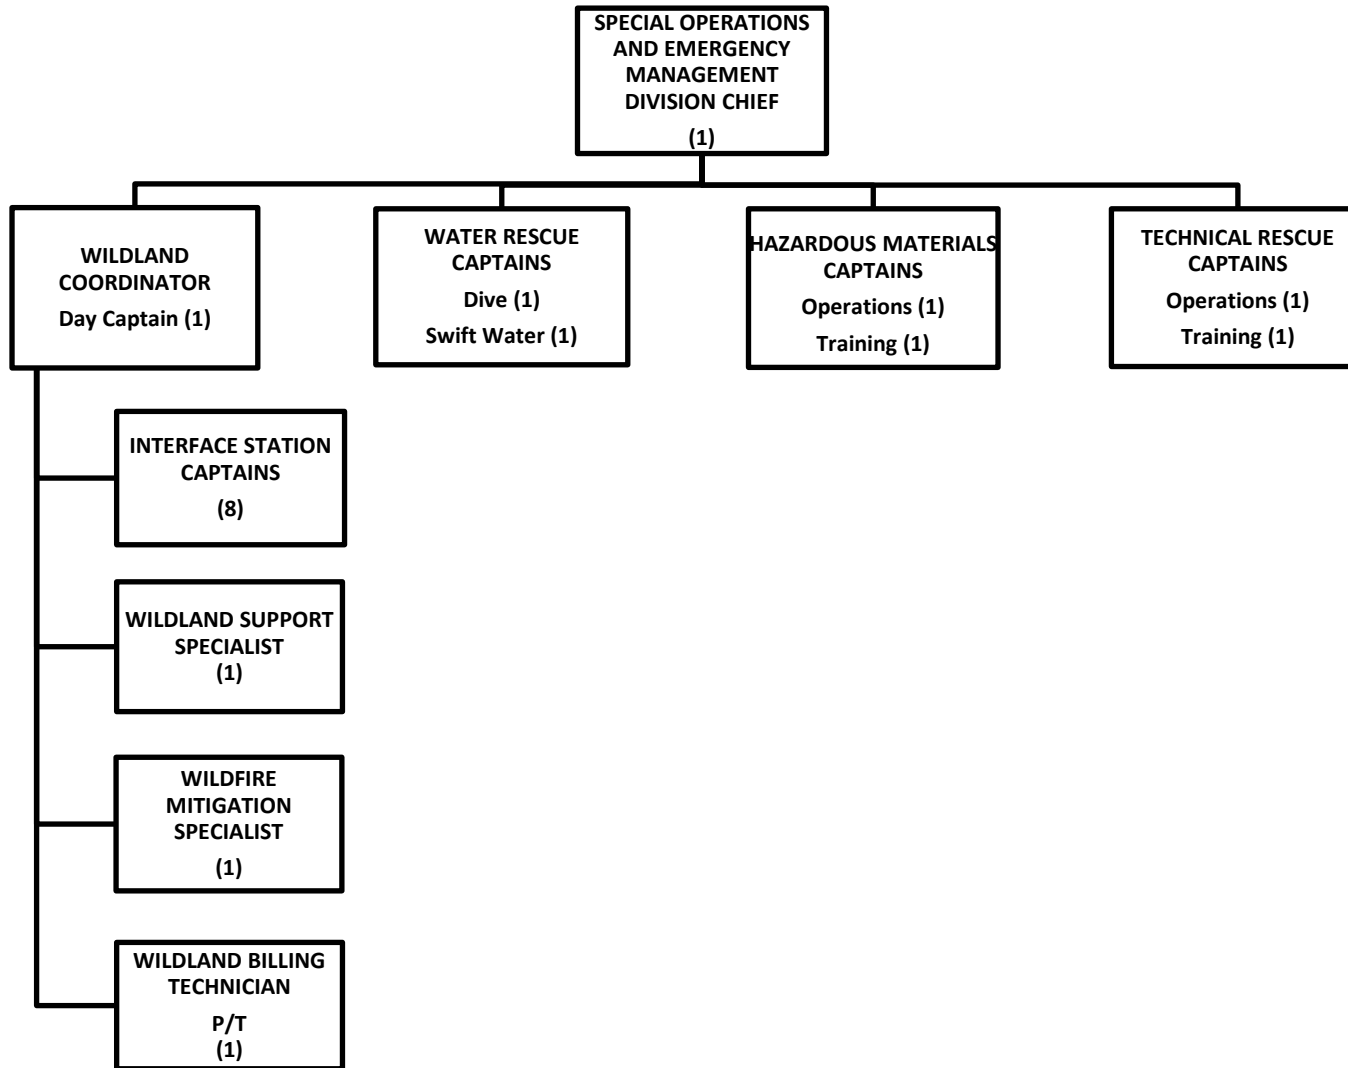 SPECIAL OPERATIONS
AND EMERGENCY
MANAGEMENT
DIVISION CHIEF
(1)
WILDLAND
COORDINATOR
Day Captain (1)
WATER RESCUE
CAPTAINS
Dive (1)
Swift Water (1)
HAZARDOUS MATERIALS
CAPTAINS
Operations (1)
Training (1)
TECHNICAL RESCUE
CAPTAINS
Operations (1)
Training (1)
INTERFACE STATION
CAPTAINS
(8)
WILDLAND SUPPORT
SPECIALIST
(1)
WILDFIRE
MITIGATION
SPECIALIST
(1)
WILDLAND BILLING
TECHNICIAN
P/T
(1)